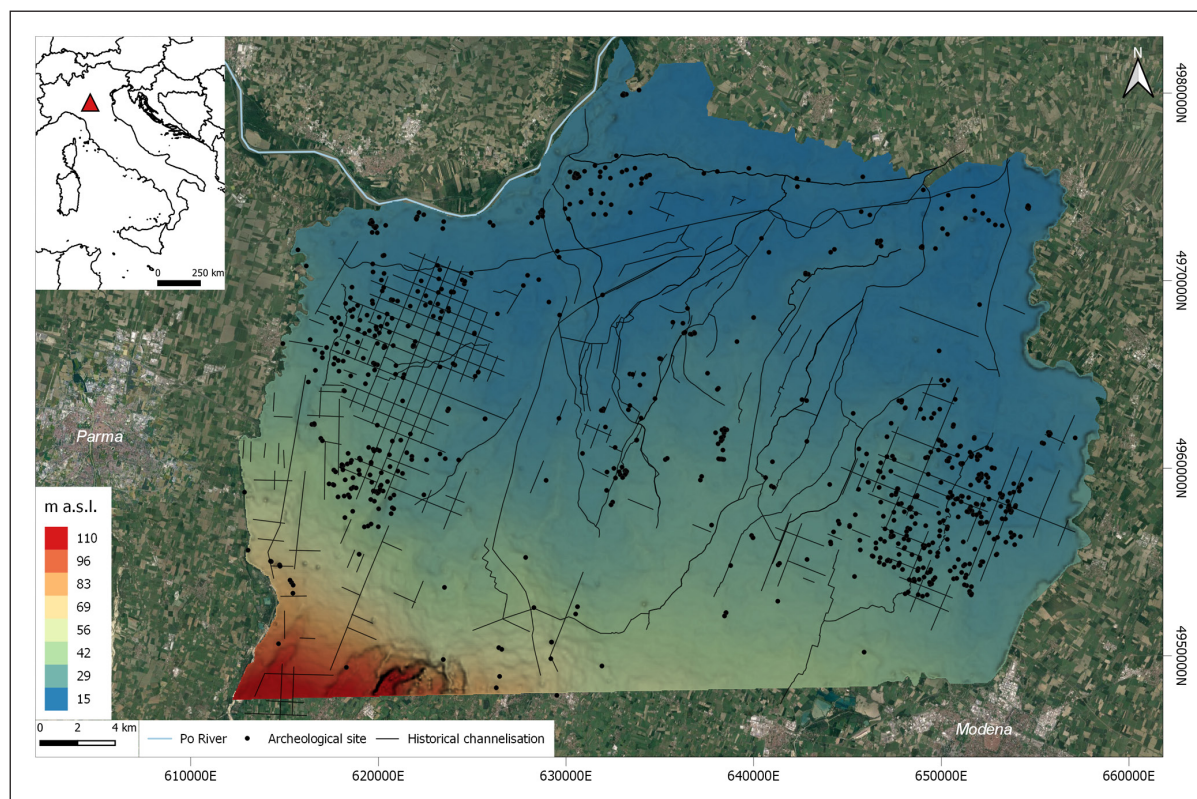 N
4980000N
4970000N
4960000N
4950000N
0 250 km
Parma
Modena
m a.s.l.
110
96
83
69
56
42
29
15
0 2 4 km
Po River
Archeological site
Historical channelisation
610000E 620000E 630000E 640000E 650000E 660000E